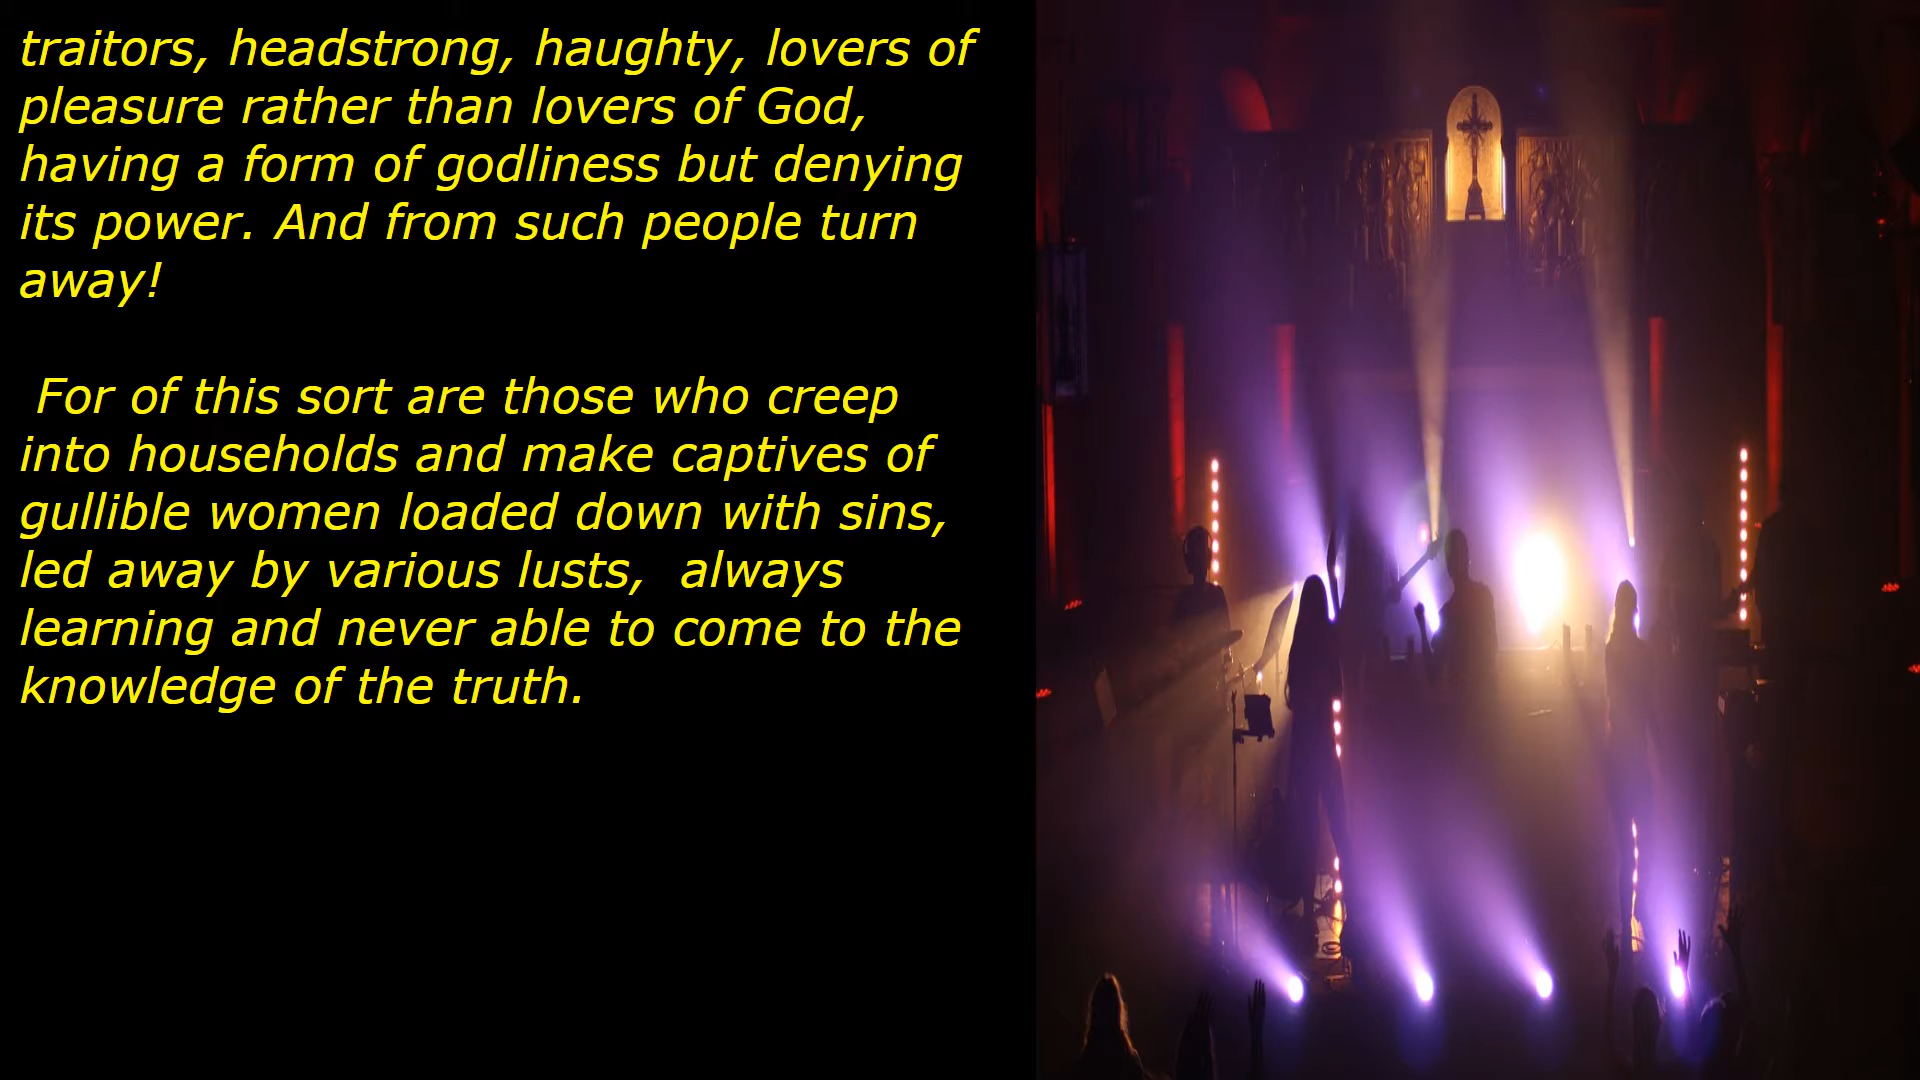 traitors, headstrong, haughty, lovers of
pleasure rather than lovers of God,
having a form of godliness but denying
its power. And from such people turn
away!
For of this sort are those who creep
into households and make captives of
gullible women loaded down with sins,
led away by various lusts,  always
learning and never able to come to the
knowledge of the truth.